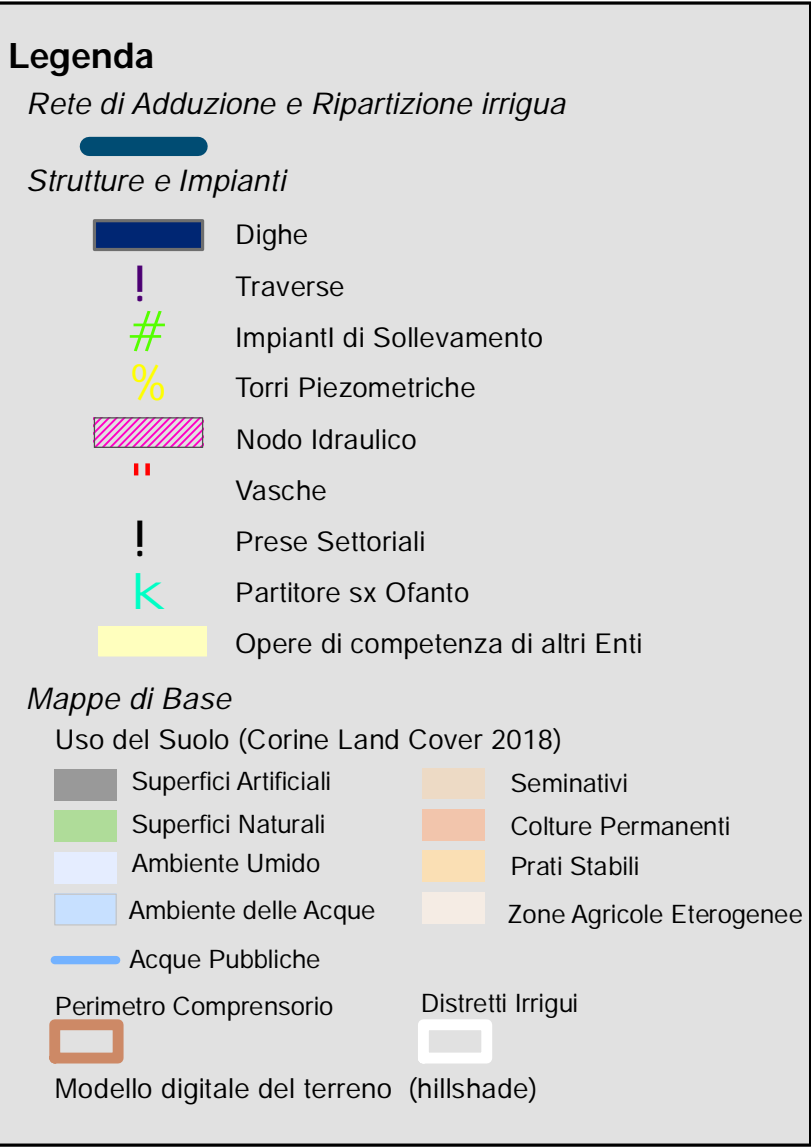 Legenda
Rete di Adduzione e Ripartizione irrigua
Strutture e Impianti
Dighe
! Traverse
# Impiantl di Sollevamento
% Torri Piezometriche
Nodo Idraulico
" Vasche
! Prese Settoriali
k Partitore sx Ofanto
Opere di competenza di altri Enti
Mappe di Base
Uso del Suolo (Corine Land Cover 2018)
Superfici Artificiali
Superfici Naturali
Ambiente Umido
Ambiente delle Acque
Acque Pubbliche
Seminativi
Colture Permanenti
Prati Stabili
Zone Agricole Eterogenee
Perimetro Comprensorio
Distretti Irrigui
Modello digitale del terreno (hillshade)